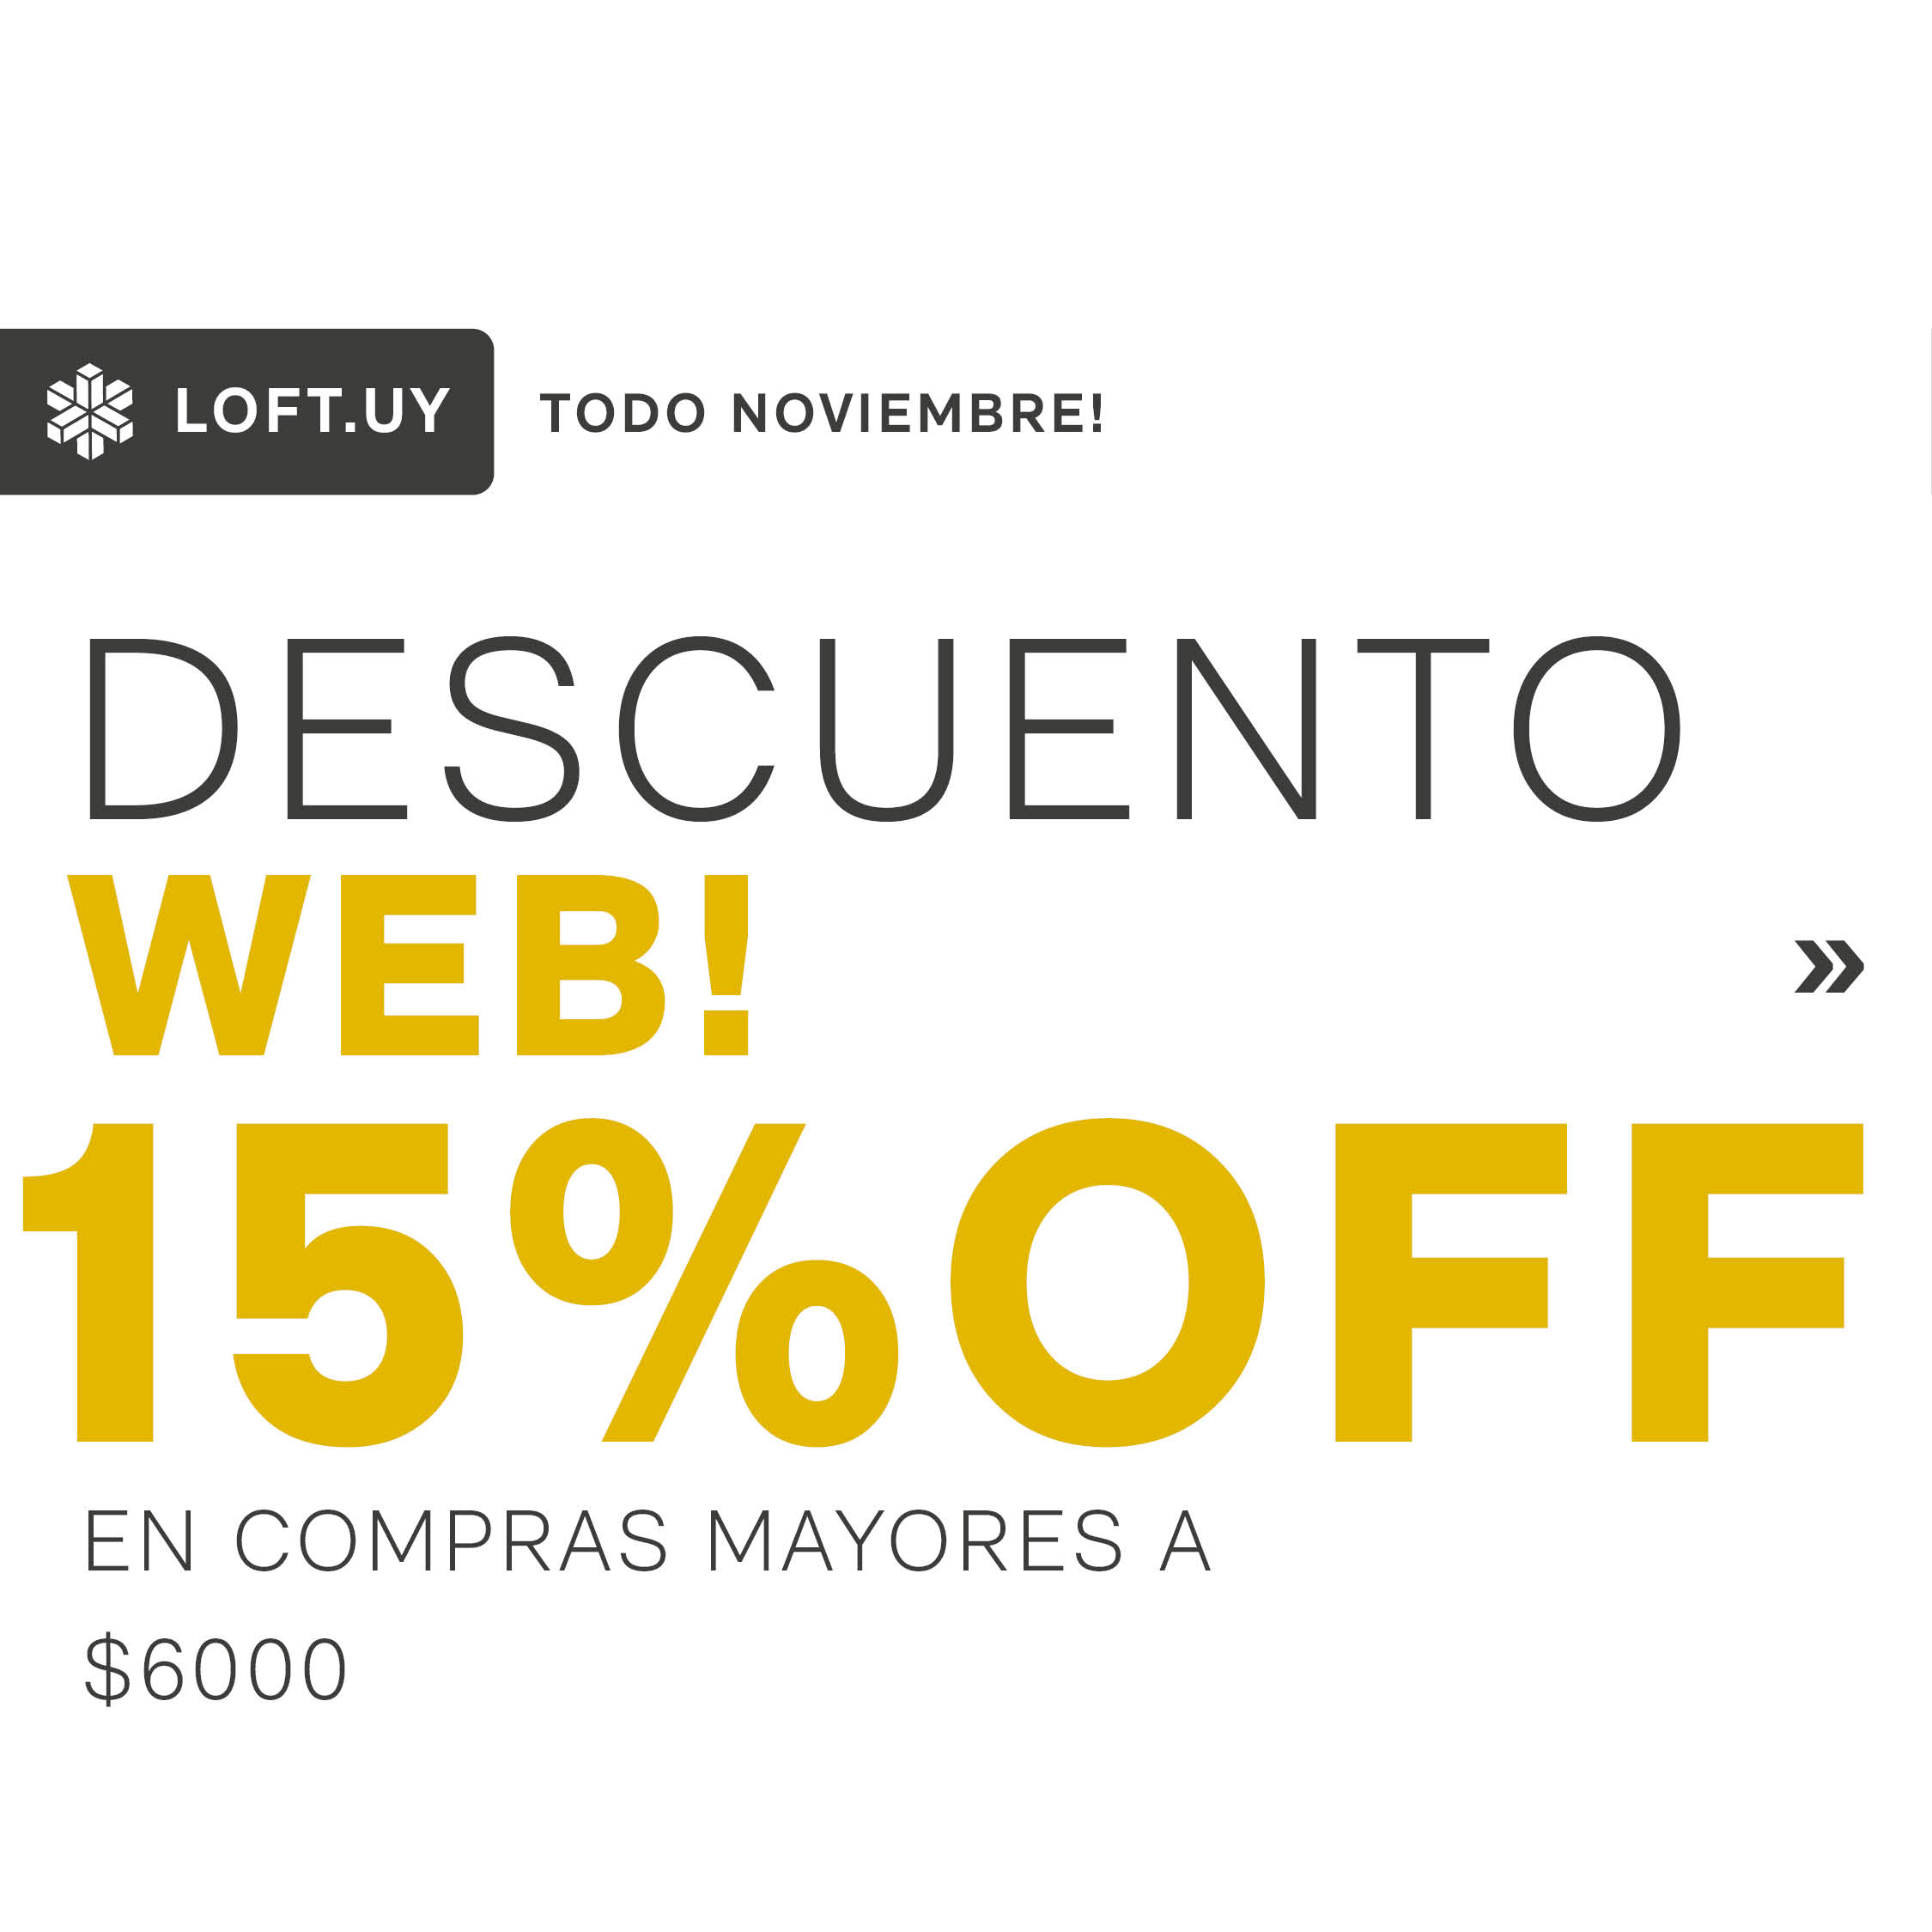 LOFT.UY
TODO NOVIEMBRE!
DESCUENTO
WEB!
»
15% OFF
EN COMPRAS MAYORES A
$6000